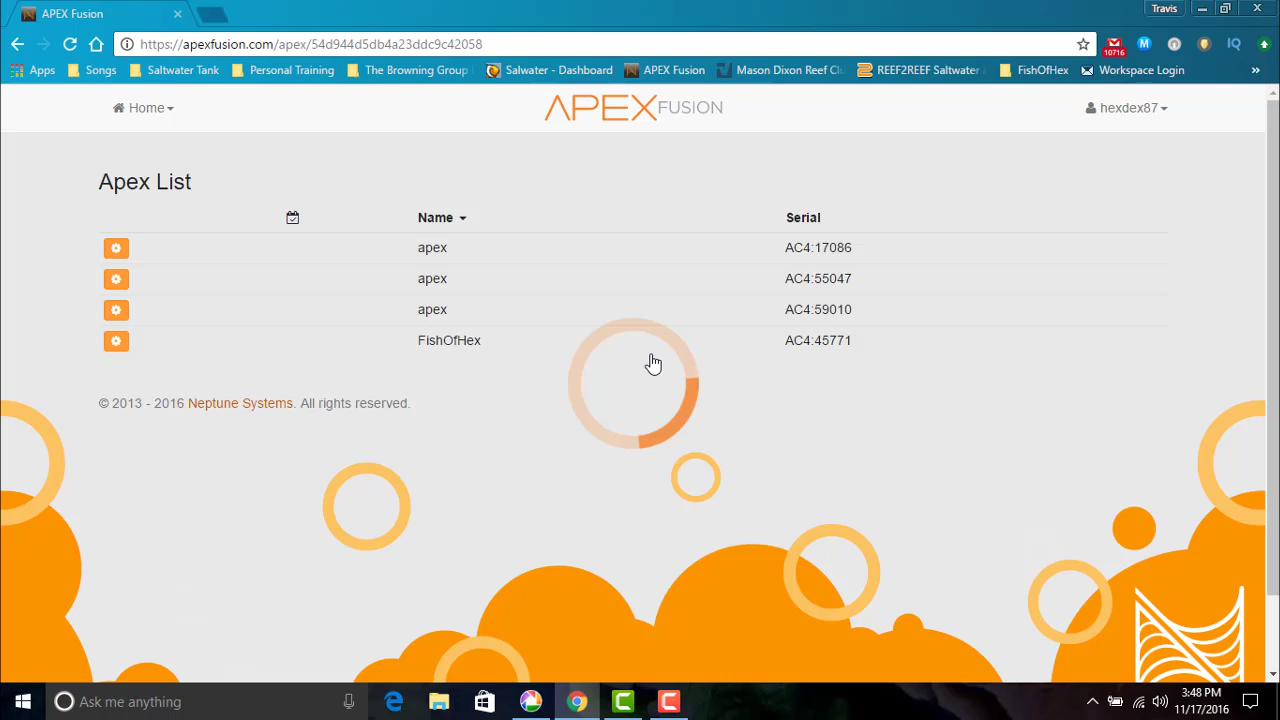 APEX Fusion
Travis
https://apexfusion.com/apex/54d944d5db4a23ddc9c42058
10716
M
IQ
Apps
Songs
Saltwater Tank
Personal Training
The Browning Group
Salwater - Dashboard
APEX Fusion
Mason Dixon Reef Clu
REEF2REEF Saltwater
FishOfHex
Workspace Login
»
Home
APEX FUSION
hexdex87
Apex List
Name
Serial
apex
AC4:17086
apex
AC4:55047
apex
AC4:59010
FishOfHex
AC4:45771
© 2013 - 2016 Neptune Systems. All rights reserved.
Ask me anything
3:48 PM
11/17/2016